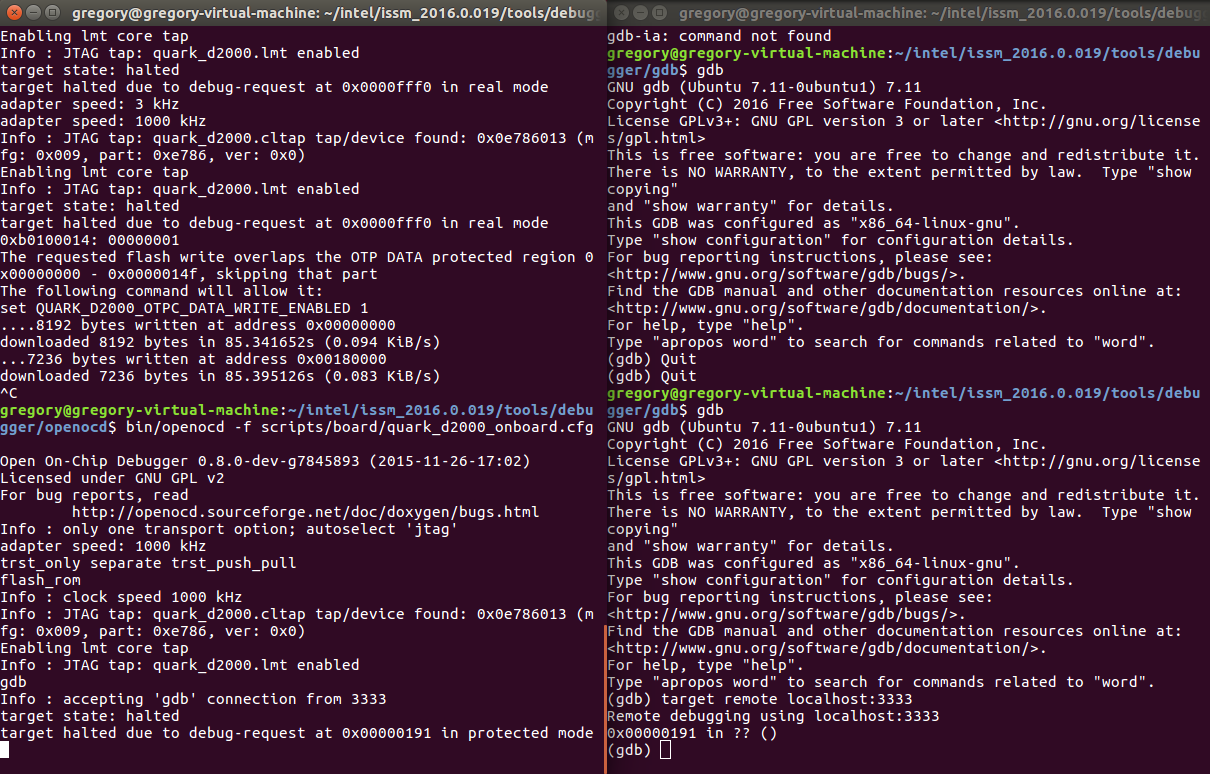 gregory@gregory-virtual-machine: ~/intel/issm_2016.0.019/tools/debugg
Enabling lmt core tap
Info : JTAG tap: quark_d2000.lmt enabled
target state: halted
target halted due to debug-request at 0x0000fff0 in real mode
adapter speed: 3 kHz
adapter speed: 1000 kHz
Info : JTAG tap: quark_d2000.cltap tap/device found: 0x0e786013 (m
fg: 0x009, part: 0xe786, ver: 0x0)
Enabling lmt core tap
Info : JTAG tap: quark_d2000.lmt enabled
target state: halted
target halted due to debug-request at 0x0000fff0 in real mode
0xb0100014: 00000001
The requested flash write overlaps the OTP DATA protected region 0
x00000000 - 0x0000014f, skipping that part
The following command will allow it:
set QUARK_D2000_OTPC_DATA_WRITE_ENABLED 1
....8192 bytes written at address 0x00000000
downloaded 8192 bytes in 85.341652s (0.094 KiB/s)
...7236 bytes written at address 0x00180000
downloaded 7236 bytes in 85.395126s (0.083 KiB/s)
^C
gregory@gregory-virtual-machine:~/intel/issm_2016.0.019/tools/debu
gger/openocd$ bin/openocd -f scripts/board/quark_d2000_onboard.cfg
Open On-Chip Debugger 0.8.0-dev-g7845893 (2015-11-26-17:02)
Licensed under GNU GPL v2
For bug reports, read
http://openocd.sourceforge.net/doc/doxygen/bugs.html
Info : only one transport option; autoselect 'jtag'
adapter speed: 1000 kHz
trst_only separate trst_push_pull
flash_rom
Info : clock speed 1000 kHz
Info : JTAG tap: quark_d2000.cltap tap/device found: 0x0e786013 (m
fg: 0x009, part: 0xe786, ver: 0x0)
Enabling lmt core tap
Info : JTAG tap: quark_d2000.lmt enabled
gdb
Info : accepting 'gdb' connection from 3333
target state: halted
target halted due to debug-request at 0x00000191 in protected mode
gregory@gregory-virtual-machine: ~/intel/issm_2016.0.019/tools/debugg
gdb-ia: command not found
gregory@gregory-virtual-machine:~/intel/issm_2016.0.019/tools/debu
gger/gdb$ gdb
GNU gdb (Ubuntu 7.11-0ubuntu1) 7.11
Copyright (C) 2016 Free Software Foundation, Inc.
License GPLv3+: GNU GPL version 3 or later <http://gnu.org/license
s/gpl.html>
This is free software: you are free to change and redistribute it.
There is NO WARRANTY, to the extent permitted by law.  Type "show
copying"
and "show warranty" for details.
This GDB was configured as "x86_64-linux-gnu".
Type "show configuration" for configuration details.
For bug reporting instructions, please see:
<http://www.gnu.org/software/gdb/bugs/>.
Find the GDB manual and other documentation resources online at:
<http://www.gnu.org/software/gdb/documentation/>.
For help, type "help".
Type "apropos word" to search for commands related to "word".
(gdb) Quit
(gdb) Quit
gregory@gregory-virtual-machine:~/intel/issm_2016.0.019/tools/debu
gger/gdb$ gdb
GNU gdb (Ubuntu 7.11-0ubuntu1) 7.11
Copyright (C) 2016 Free Software Foundation, Inc.
License GPLv3+: GNU GPL version 3 or later <http://gnu.org/license
s/gpl.html>
This is free software: you are free to change and redistribute it.
There is NO WARRANTY, to the extent permitted by law.  Type "show
copying"
and "show warranty" for details.
This GDB was configured as "x86_64-linux-gnu".
Type "show configuration" for configuration details.
For bug reporting instructions, please see:
<http://www.gnu.org/software/gdb/bugs/>.
Find the GDB manual and other documentation resources online at:
<http://www.gnu.org/software/gdb/documentation/>.
For help, type "help".
Type "apropos word" to search for commands related to "word".
(gdb) target remote localhost:3333
Remote debugging using localhost:3333
0x00000191 in ?? ()
(gdb)